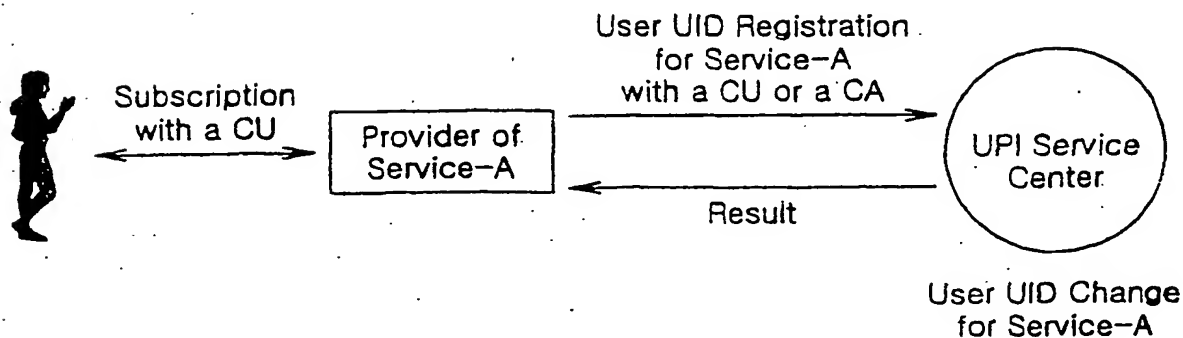 User UID Registration
for Service-A
with a CU or a CA
Subscription
with a CU
Provider of
Service-A
UPI Service
Center
Result
User UID Change
for Service-A